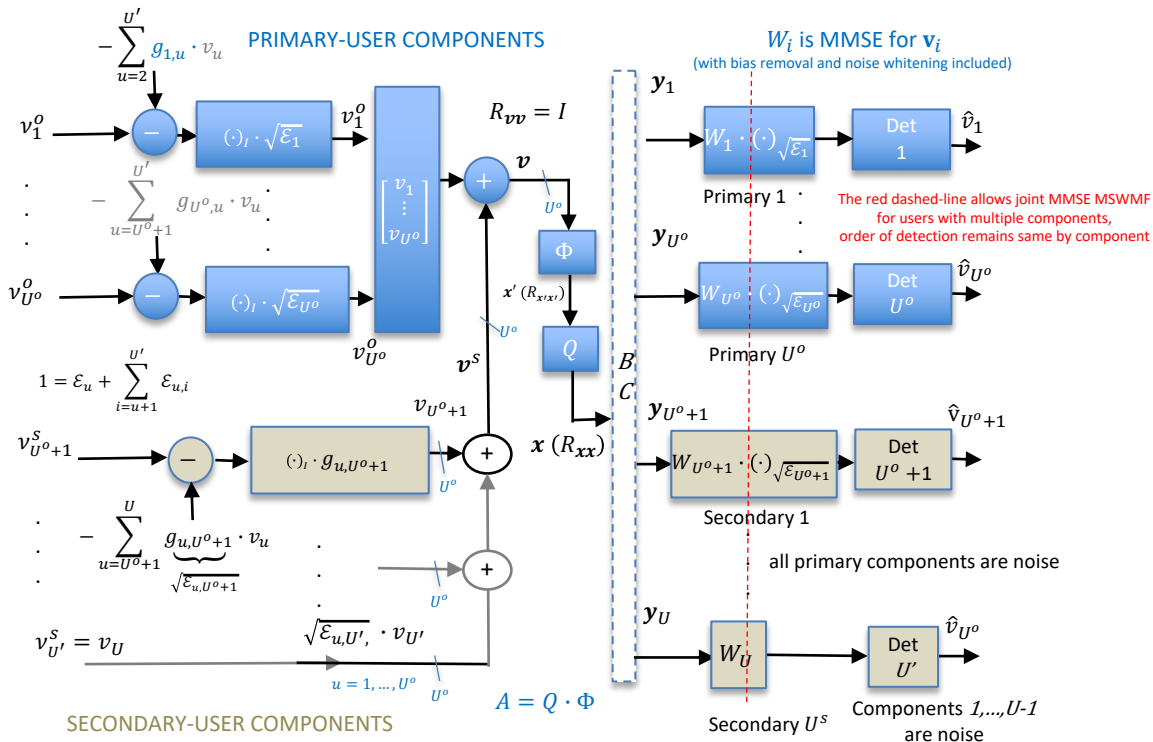 PRIMARY-USER COMPONENTS
− ∑_{u=2}^{U′} g_{1,u} · v_u
ν_1^o
−
(·)_I · √ℰ_1
v_1^o
− ∑_{u=U^o+1}^{U′} g_{U^o,u} · v_u
ν_{U^o}^o
−
(·)_I · √ℰ_{U^o}
v_{U^o}^o
[v_1 ⋮ v_{U^o}]
R_{vv} = I
+
v
U^o
Φ
x′ (R_{x′x′})
Q
U^o
v^s
x (R_{xx})
B
C
1 = ℰ_u + ∑_{i=u+1}^{U′} ℰ_{u,i}
ν_{U^o+1}^s
−
(·)_I · g_{u,U^o+1}
v_{U^o+1}
U^o
+
− ∑_{u=U^o+1}^{U} g_{u,U^o+1} · v_u
√ℰ_{u,U^o+1}
+
U^o
ν_{U′}^s = v_U
√ℰ_{u,U′,} · v_{U′}
u = 1, … , U^o
U^o
A = Q · Φ
SECONDARY-USER COMPONENTS
W_i is MMSE for v_i
(with bias removal and noise whitening included)
y_1
W_1 · (·)_{√ℰ_1}
Det
1
v̂_1
Primary 1
The red dashed-line allows joint MMSE MSWMF
for users with multiple components,
order of detection remains same by component
y_{U^o}
W_{U^o} · (·)_{√ℰ_{U^o}}
Det
U^o
v̂_{U^o}
Primary U^o
y_{U^o+1}
W_{U^o+1} · (·)_{√ℰ_{U^o+1}}
Det
U^o +1
v̂_{U^o+1}
Secondary 1
all primary components are noise
y_U
W_U
Det
U'
v̂_{U^o}
Secondary U^s
Components 1,...,U-1
are noise